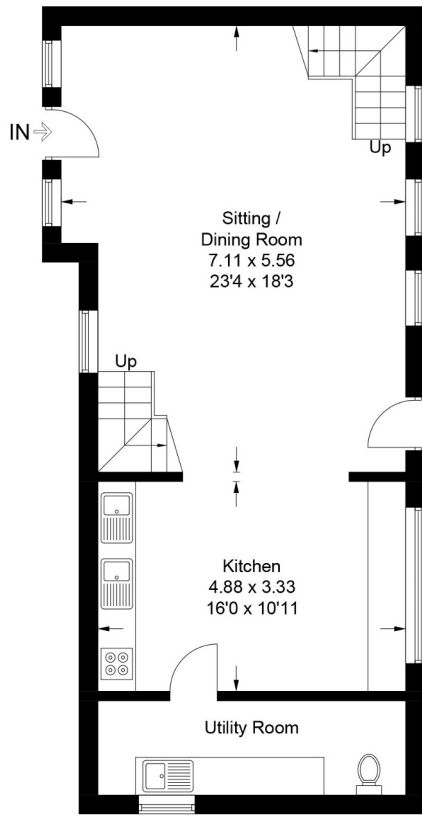 IN
Up
Sitting /
Dining Room
7.11 x 5.56
23'4 x 18'3
Up
Kitchen
4.88 x 3.33
16'0 x 10'11
Utility Room